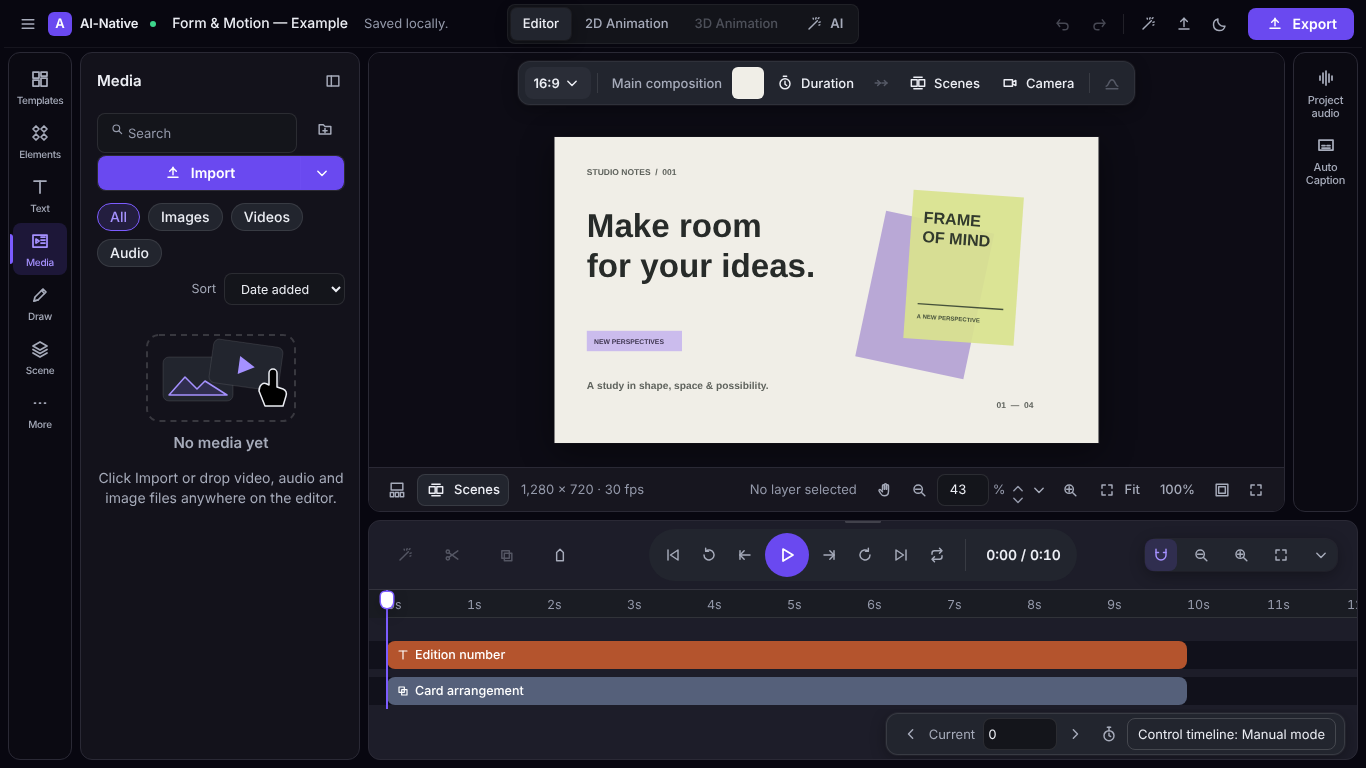 A AI-Native Form & Motion — Example Saved locally. Editor 2D Animation 3D Animation AI Export
Templates
Elements
Text
Media
Draw
Scene
More
Media
Search
Import
All Images Videos
Audio
Sort Date added
No media yet
Click Import or drop video, audio and
image files anywhere on the editor.
16:9 Main composition Duration Scenes Camera
STUDIO NOTES / 001
Make room
for your ideas.
NEW PERSPECTIVES
A study in shape, space & possibility.
FRAME
OF MIND
A NEW PERSPECTIVE
01 — 04
Scenes 1,280 × 720 · 30 fps No layer selected 43 % Fit 100%
Project
audio
Auto
Caption
0:00 / 0:10
1s 2s 3s 4s 5s 6s 7s 8s 9s 10s 11s
Edition number
Card arrangement
Current 0 Control timeline: Manual mode